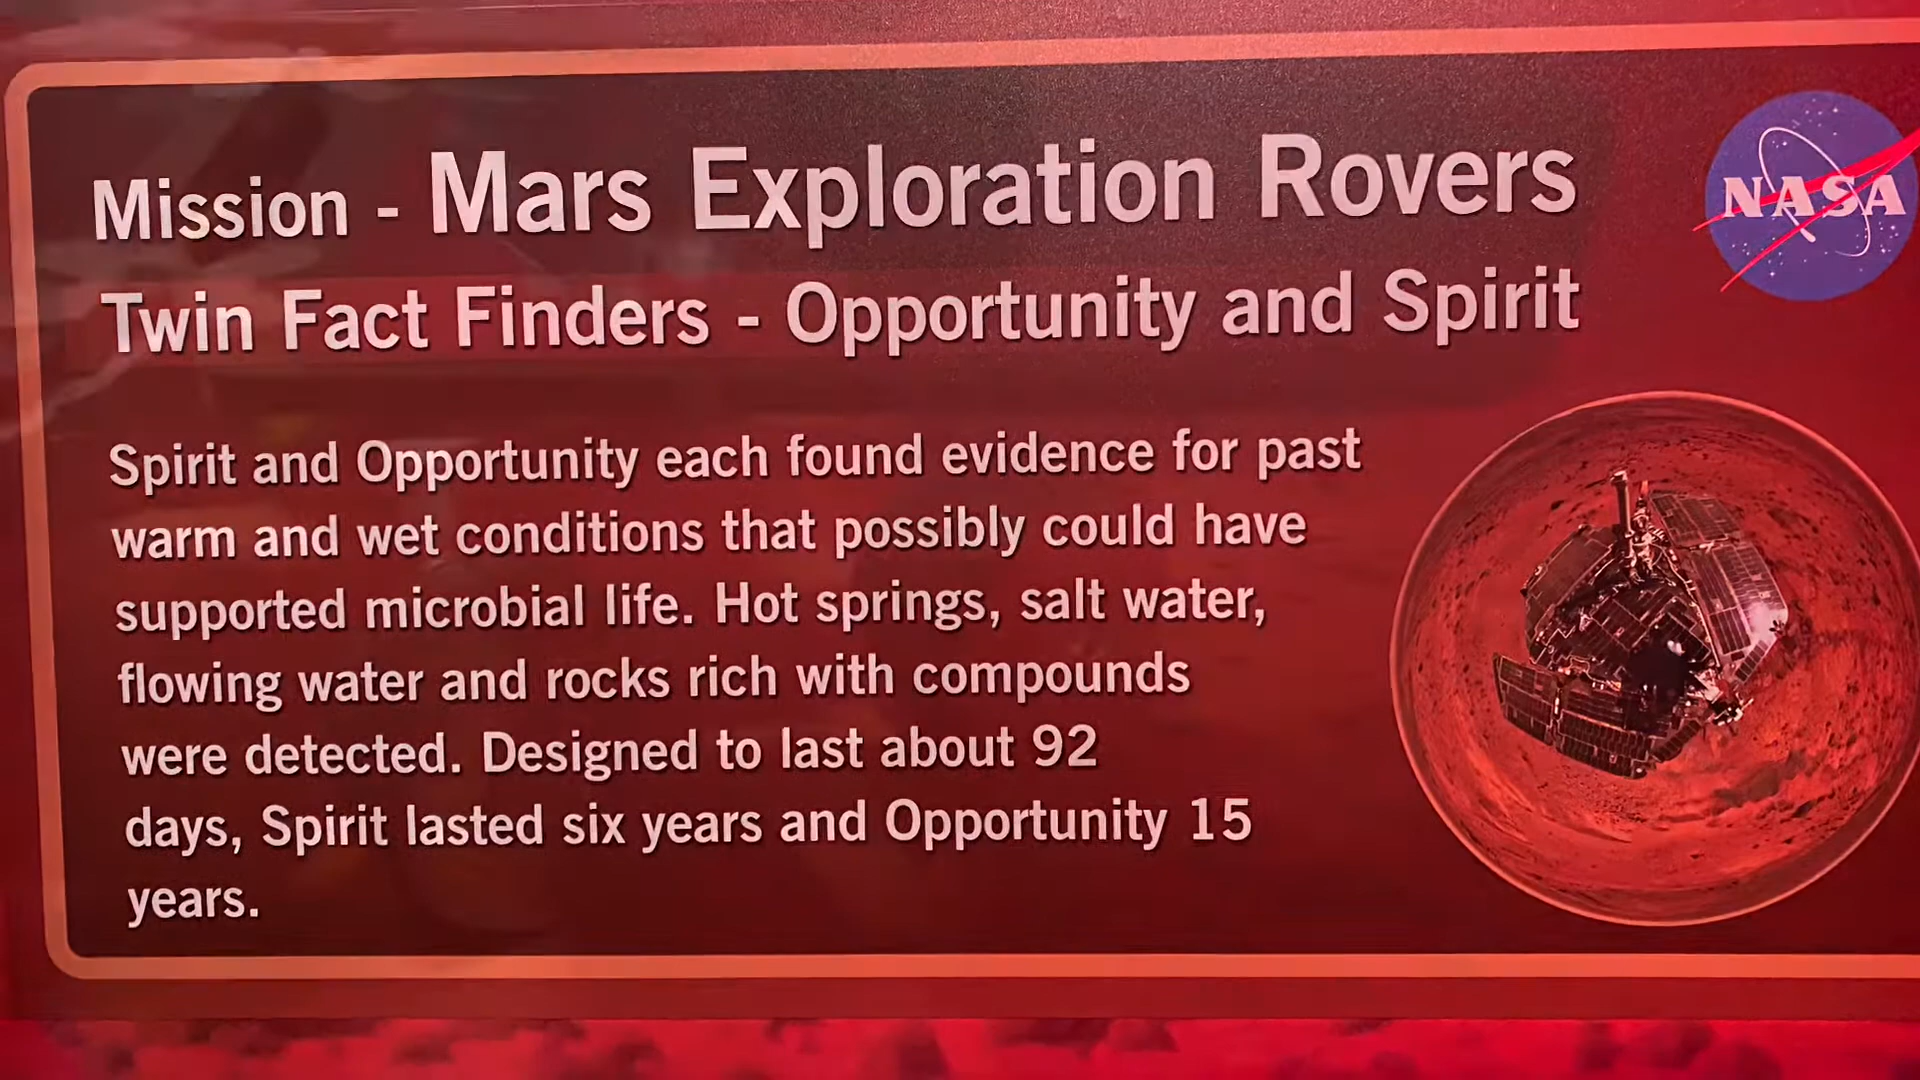 Mission - Mars Exploration Rovers
Twin Fact Finders - Opportunity and Spirit
NASA
Spirit and Opportunity each found evidence for past
warm and wet conditions that possibly could have
supported microbial life. Hot springs, salt water,
flowing water and rocks rich with compounds
were detected. Designed to last about 92
days, Spirit lasted six years and Opportunity 15
years.